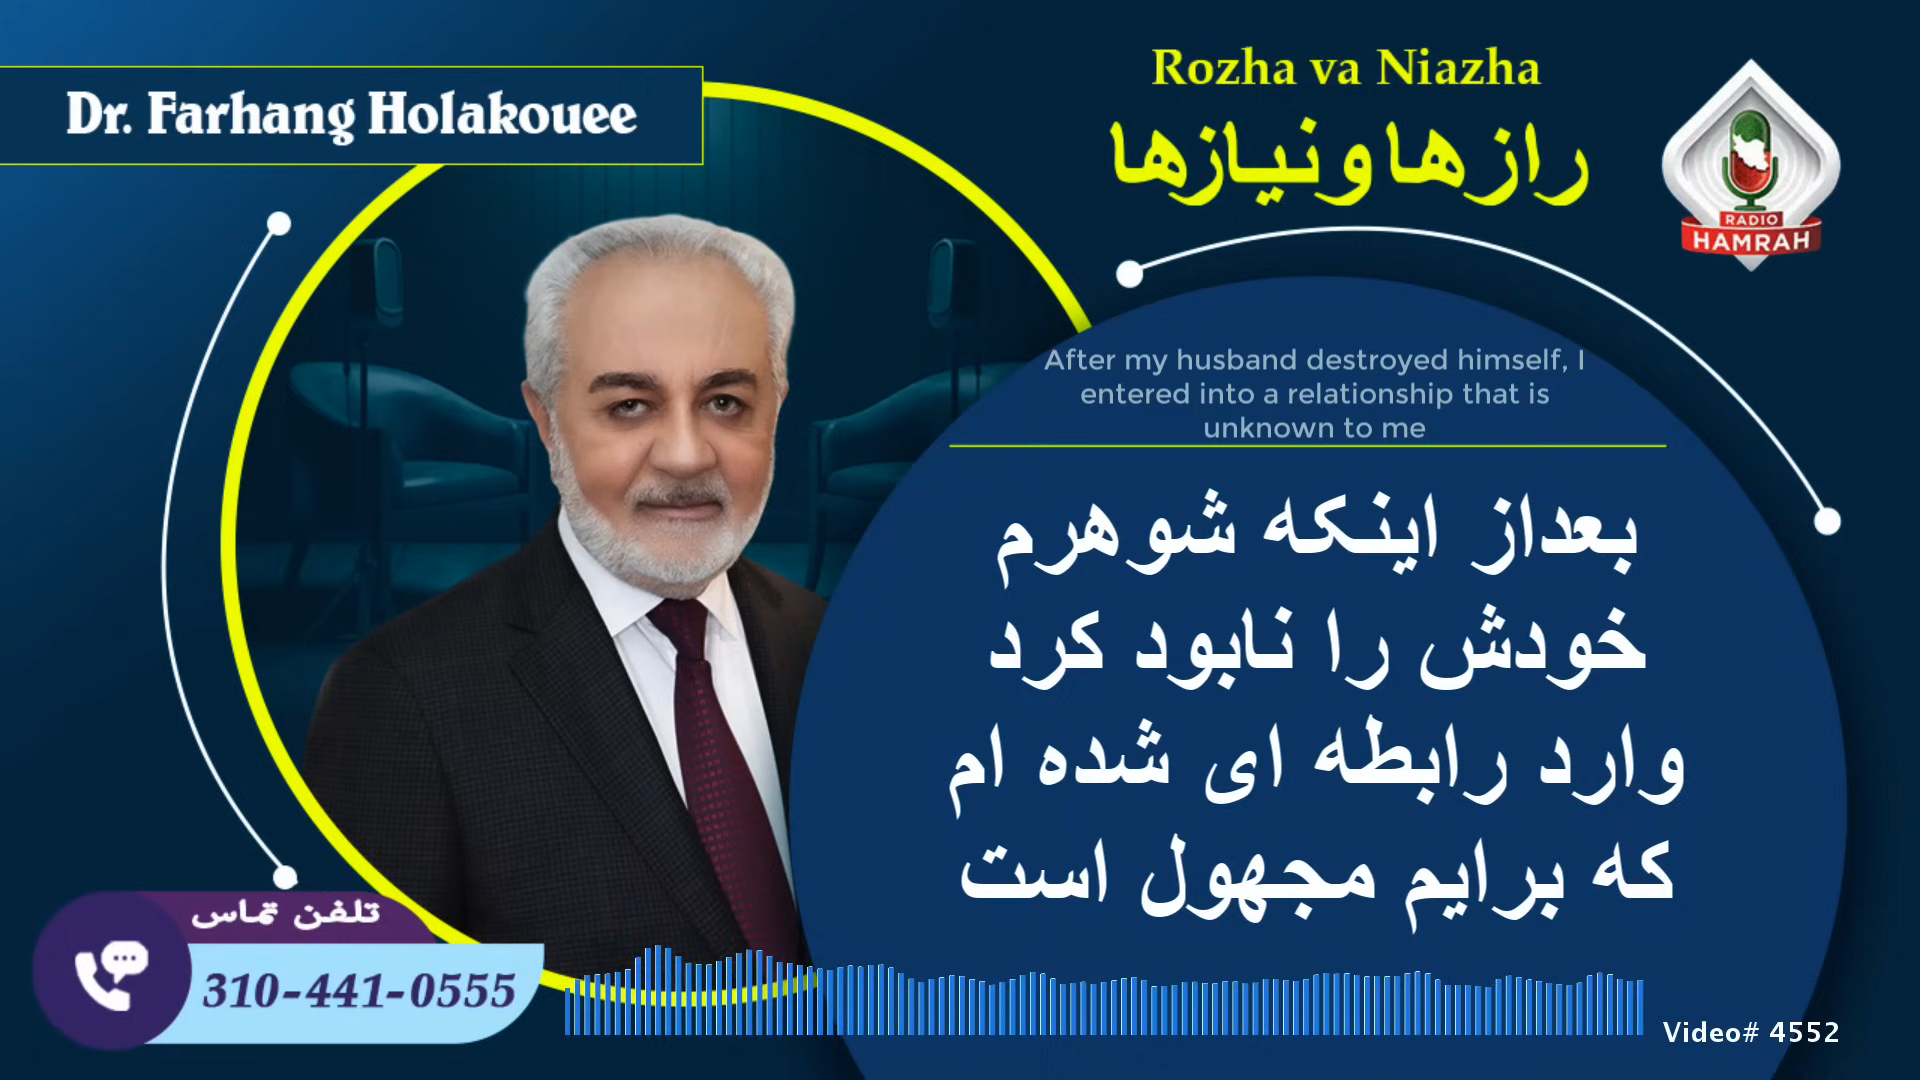 Dr. Farhang Holakouee
Rozha va Niazha
رازها و نیازها
RADIO
HAMRAH
After my husband destroyed himself, I
entered into a relationship that is
unknown to me
بعداز اینکه شوهرم
خودش را نابود کرد
وارد رابطه ای شده ام
که برایم مجهول است
تلفن تماس
310-441-0555
Video# 4552